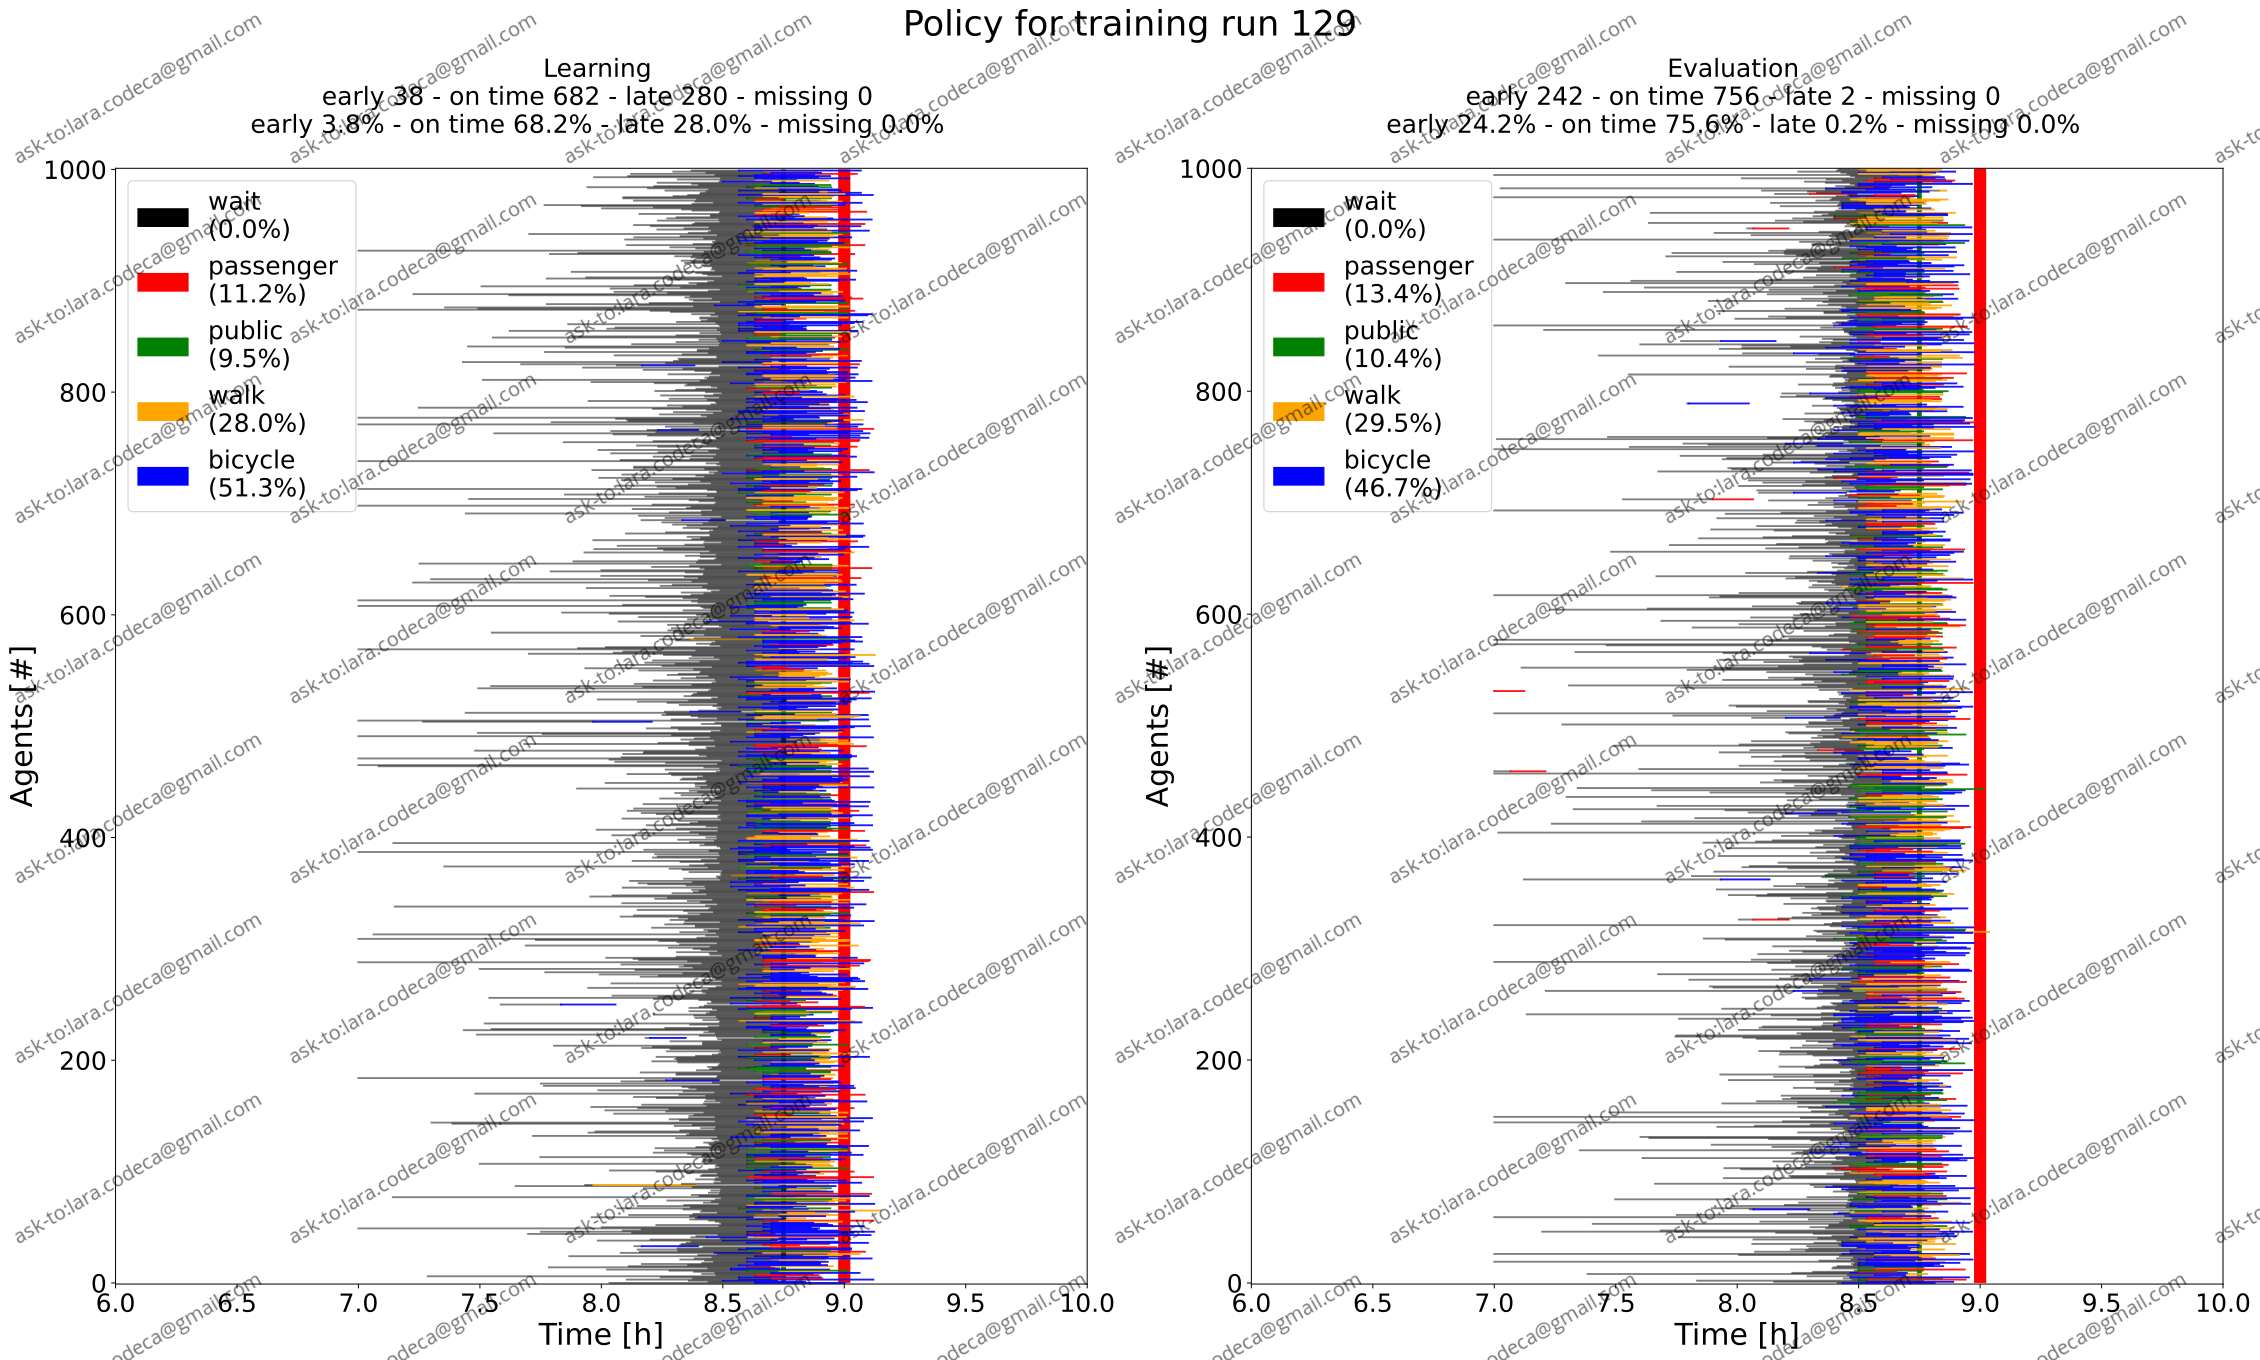 Policy for training run 129
Learning
early 38 - on time 682 - late 280 - missing 0
early 3.8% - on time 68.2% - late 28.0% - missing 0.0%
1000
800
600
400
200
0
Agents [#]
wait
(0.0%)
passenger
(11.2%)
public
(9.5%)
walk
(28.0%)
bicycle
(51.3%)
6.0 6.5 7.0 7.5 8.0 8.5 9.0 9.5 10.0
Time [h]
Evaluation
early 242 - on time 756 - late 2 - missing 0
early 24.2% - on time 75.6% - late 0.2% - missing 0.0%
1000
800
600
400
200
0
Agents [#]
wait
(0.0%)
passenger
(13.4%)
public
(10.4%)
walk
(29.5%)
bicycle
(46.7%)
6.0 6.5 7.0 7.5 8.0 8.5 9.0 9.5 10.0
Time [h]
ask-to:lara.codeca@gmail.com